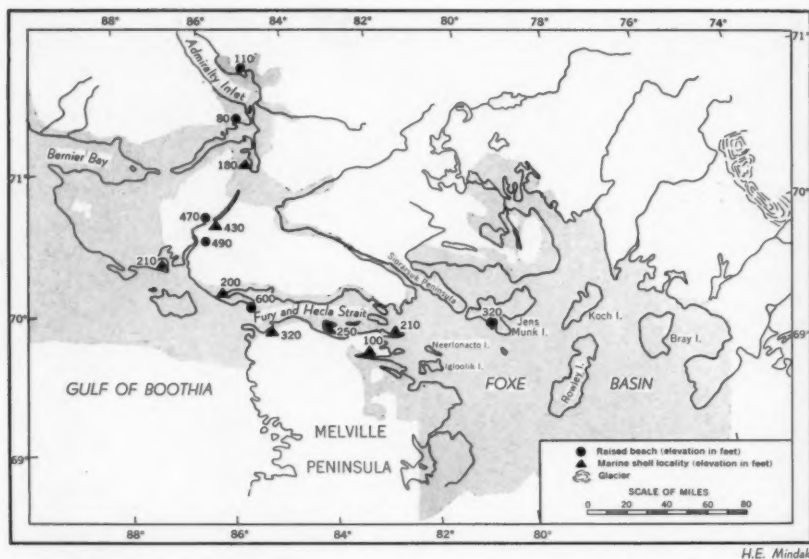 88° 86° 84° 82° 80° 78° 76° 74°
71°
71°
Admiralty Inlet
110
80
Bernier Bay
180
71°
70°
470
430
490
210
200
600
Siorarsuk Peninsula
Fury and Hecla Strait
320
250
210
100
320
Jens
Munk I.
Koch I.
Bray I.
70°
Neerlonacto I.
Igloolik I.
Rowley I.
GULF OF BOOTHIA
FOXE BASIN
MELVILLE
PENINSULA
69°
69°
Raised beach (elevation in feet)
Marine shell locality (elevation in feet)
Glacier
SCALE OF MILES
0 20 40 60 80
88° 86° 84° 82° 80°
H.E. Mindak